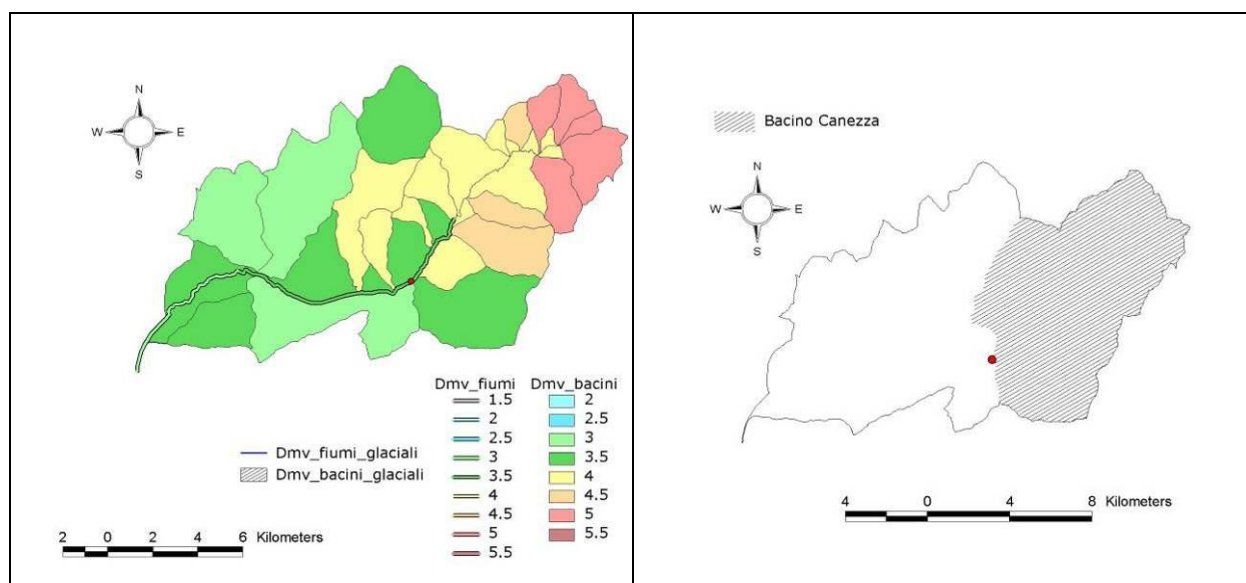 N
W E
S
Dmv_fiumi Dmv_bacini
1.5 2
2 2.5
2.5 3
3 3.5
3.5 4
4 4.5
4.5 5
5 5.5
5.5
Dmv_fiumi_glaciali
Dmv_bacini_glaciali
2 0 2 4 6 Kilometers
Bacino Canezza
N
W E
S
4 0 4 8 Kilometers